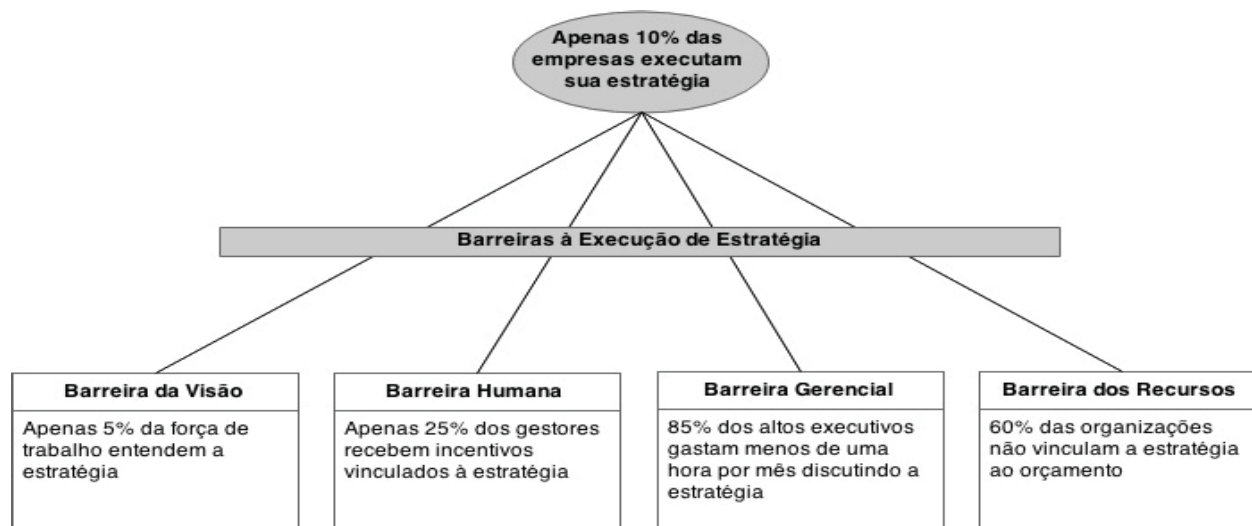 Apenas 10% das
empresas executam
sua estratégia
Barreiras à Execução de Estratégia
Barreira da Visão
Apenas 5% da força de
trabalho entendem a
estratégia
Barreira Humana
Apenas 25% dos gestores
recebem incentivos
vinculados à estratégia
Barreira Gerencial
85% dos altos executivos
gastam menos de uma
hora por mês discutindo a
estratégia
Barreira dos Recursos
60% das organizações
não vinculam a estratégia
ao orçamento